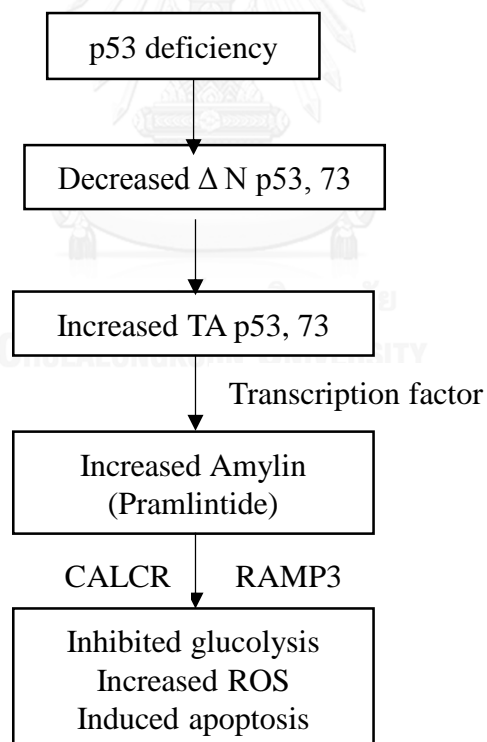 p53 deficiency
Decreased Δ N p53, 73
Increased TA p53, 73
Transcription factor
Increased Amylin
(Pramlintide)
CALCR RAMP3
Inhibited glucolysis
Increased ROS
Induced apoptosis